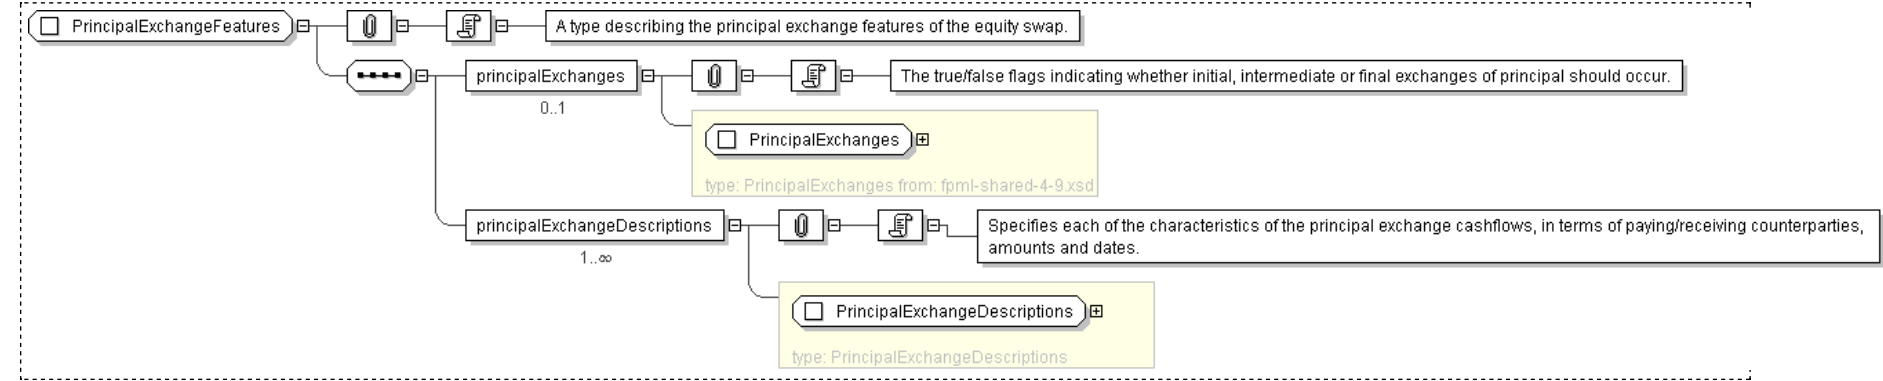 PrincipalExchangeFeatures
A type describing the principal exchange features of the equity swap.
principalExchanges
The true/false flags indicating whether initial, intermediate or final exchanges of principal should occur.
0..1
PrincipalExchanges
type: PrincipalExchanges from: fpml-shared-4-9.xsd
principalExchangeDescriptions
Specifies each of the characteristics of the principal exchange cashflows, in terms of paying/receiving counterparties,
amounts and dates.
1..∞
PrincipalExchangeDescriptions
type: PrincipalExchangeDescriptions